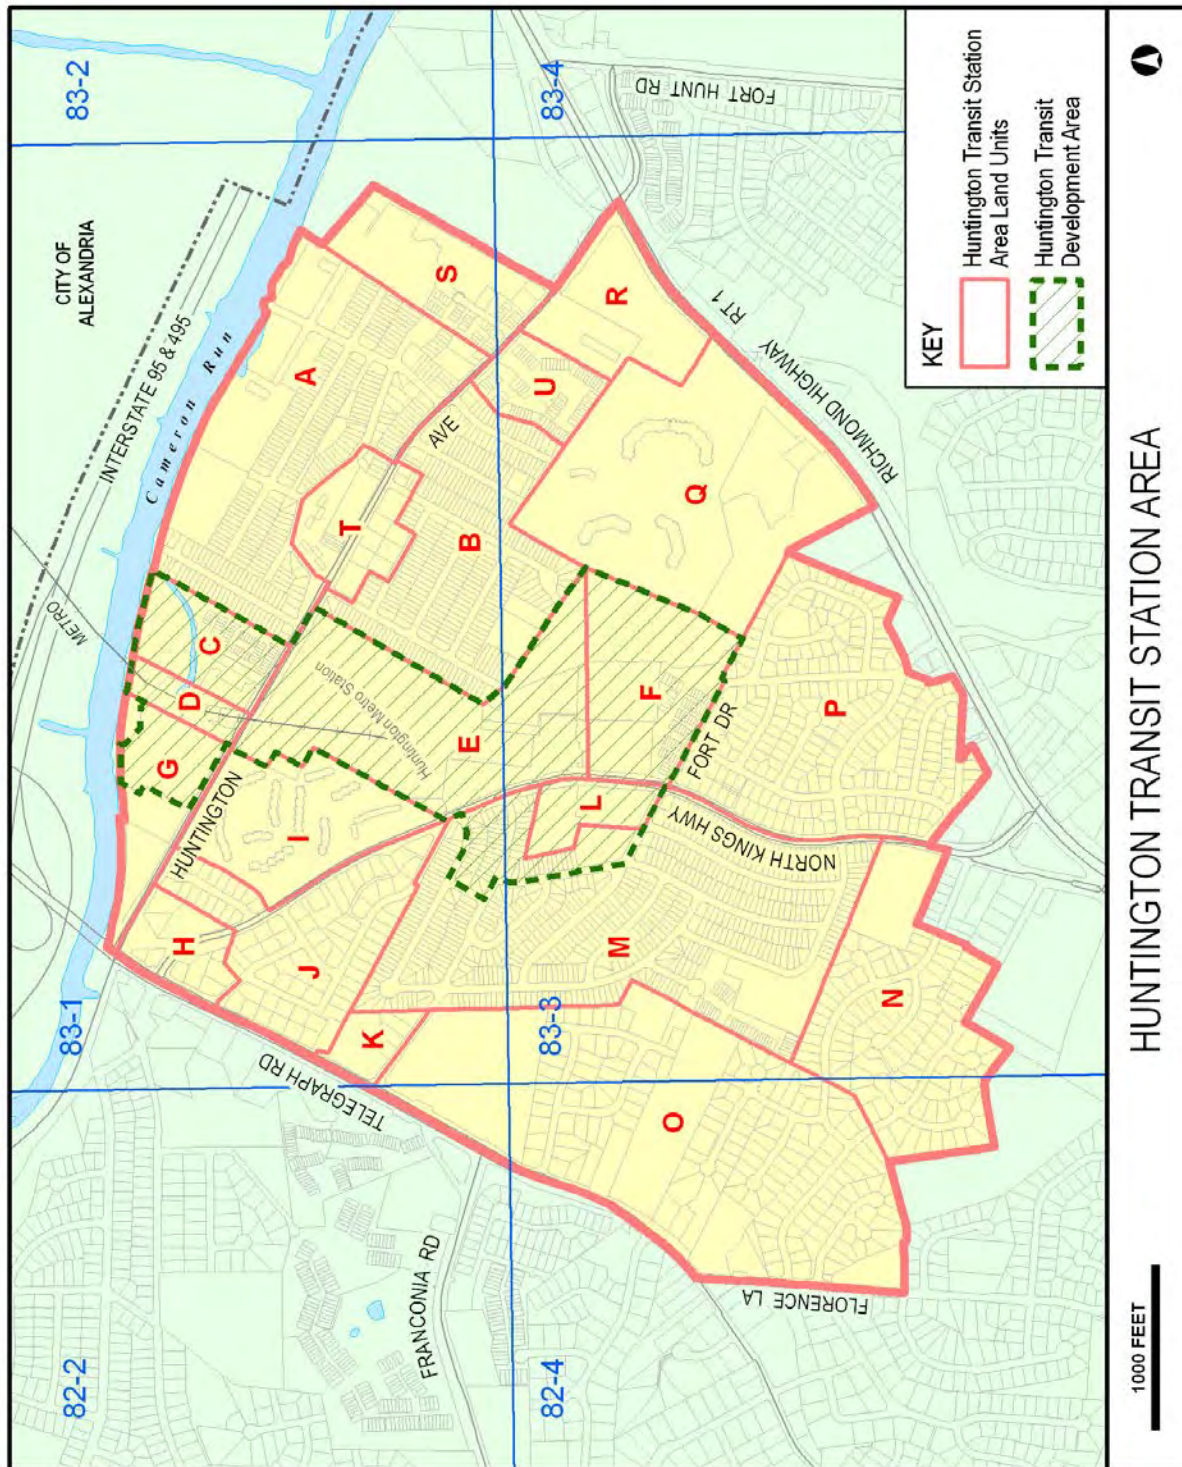 83-2
CITY OF
ALEXANDRIA
INTERSTATE 95 & 495
Cameron Run
METRO
83-1
82-2
A
S
T
C
D
G
HUNTINGTON
AVE
Huntington Metro Station
B
E
I
H
J
K
TELEGRAPH RD
83-4
FORT HUNT RD
R
RT 1
RICHMOND HIGHWAY
U
Q
F
FORT DR
L
NORTH KINGS HWY
P
M
N
83-3
O
FRANCONIA RD
FLORENCE LA
82-4
KEY
Huntington Transit Station
Area Land Units
Huntington Transit
Development Area
1000 FEET
HUNTINGTON TRANSIT STATION AREA